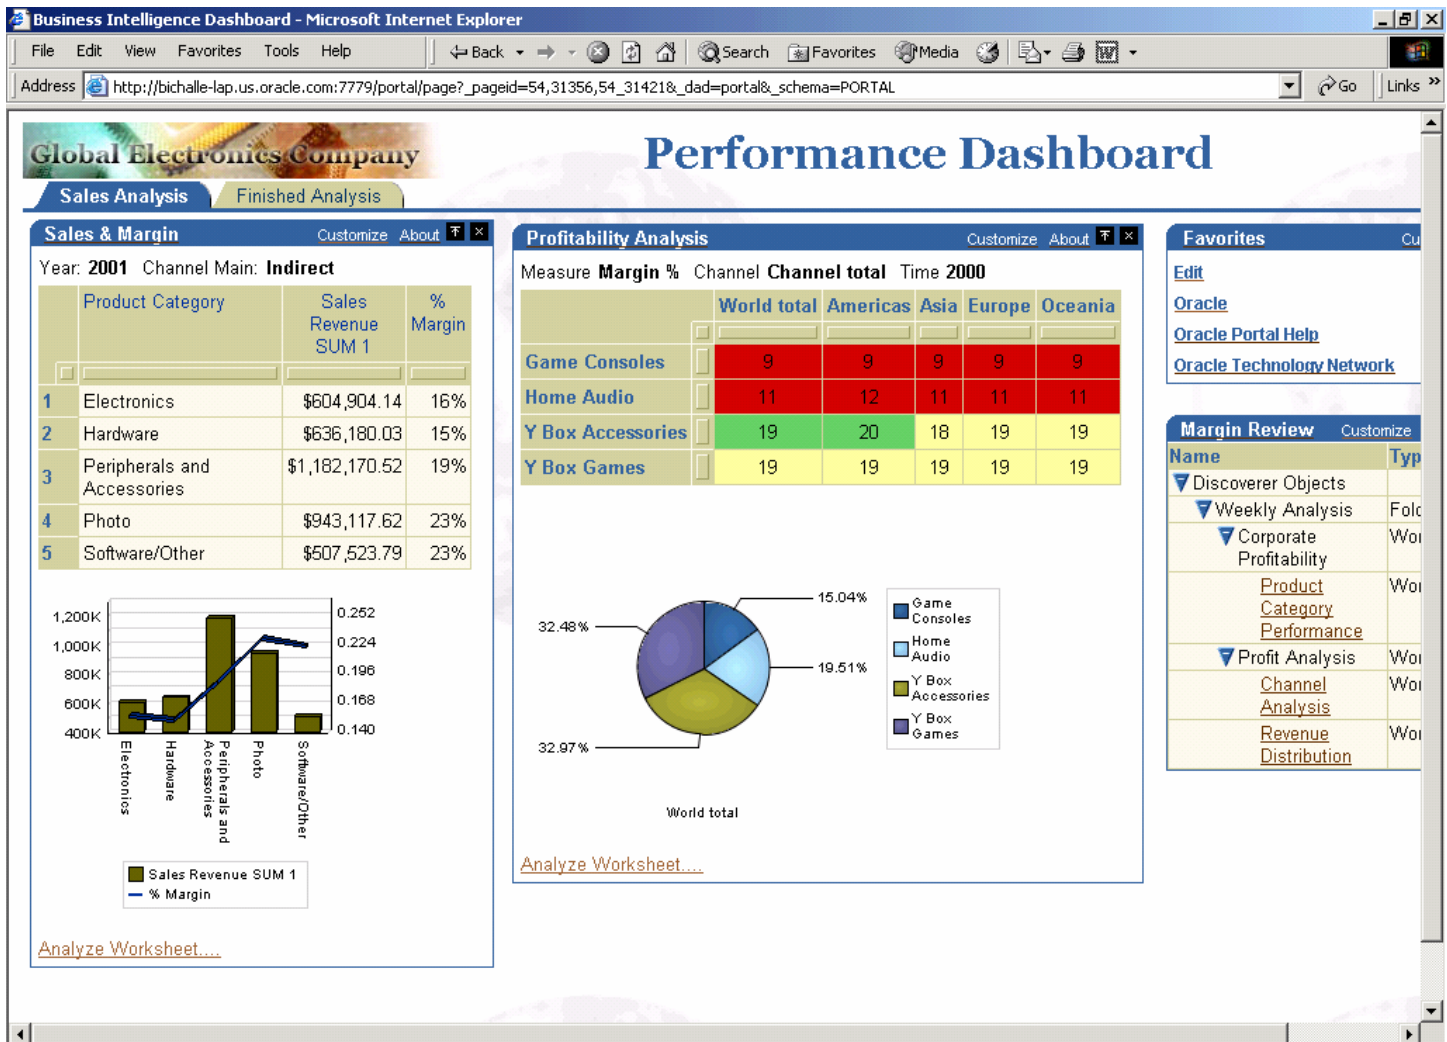 Business Intelligence Dashboard - Microsoft Internet Explorer
File Edit View Favorites Tools Help Back Search Favorites Media
Address http://bichalle-lap.us.oracle.com:7779/portal/page?_pageid=54,31356,54_31421&_dad=portal&_schema=PORTAL Go Links »
Global Electronics Company
Performance Dashboard
Sales Analysis Finished Analysis
Sales & Margin Customize About
Year: 2001 Channel Main: Indirect
Product Category Sales Revenue SUM 1 % Margin
1 Electronics $604,904.14 16%
2 Hardware $636,180.03 15%
3 Peripherals and Accessories $1,182,170.52 19%
4 Photo $943,117.62 23%
5 Software/Other $507,523.79 23%
1,200K
1,000K
800K
600K
400K
0.252
0.224
0.196
0.168
0.140
Electronics
Hardware
Peripherals and
Accessories
Photo
Software/Other
Sales Revenue SUM 1
% Margin
Analyze Worksheet....
Profitability Analysis Customize About
Measure Margin % Channel Channel total Time 2000
World total Americas Asia Europe Oceania
Game Consoles 9 9 9 9 9
Home Audio 11 12 11 11 11
Y Box Accessories 19 20 18 19 19
Y Box Games 19 19 19 19 19
15.04%
32.48%
19.51%
32.97%
Game
Consoles
Home
Audio
Y Box
Accessories
Y Box
Games
World total
Analyze Worksheet....
Favorites Cu
Edit
Oracle
Oracle Portal Help
Oracle Technology Network
Margin Review Customize
Name Typ
Discoverer Objects
Weekly Analysis Fold
Corporate Wor
Profitability
Product Wor
Category
Performance
Profit Analysis Wor
Channel Wor
Analysis
Revenue Wor
Distribution